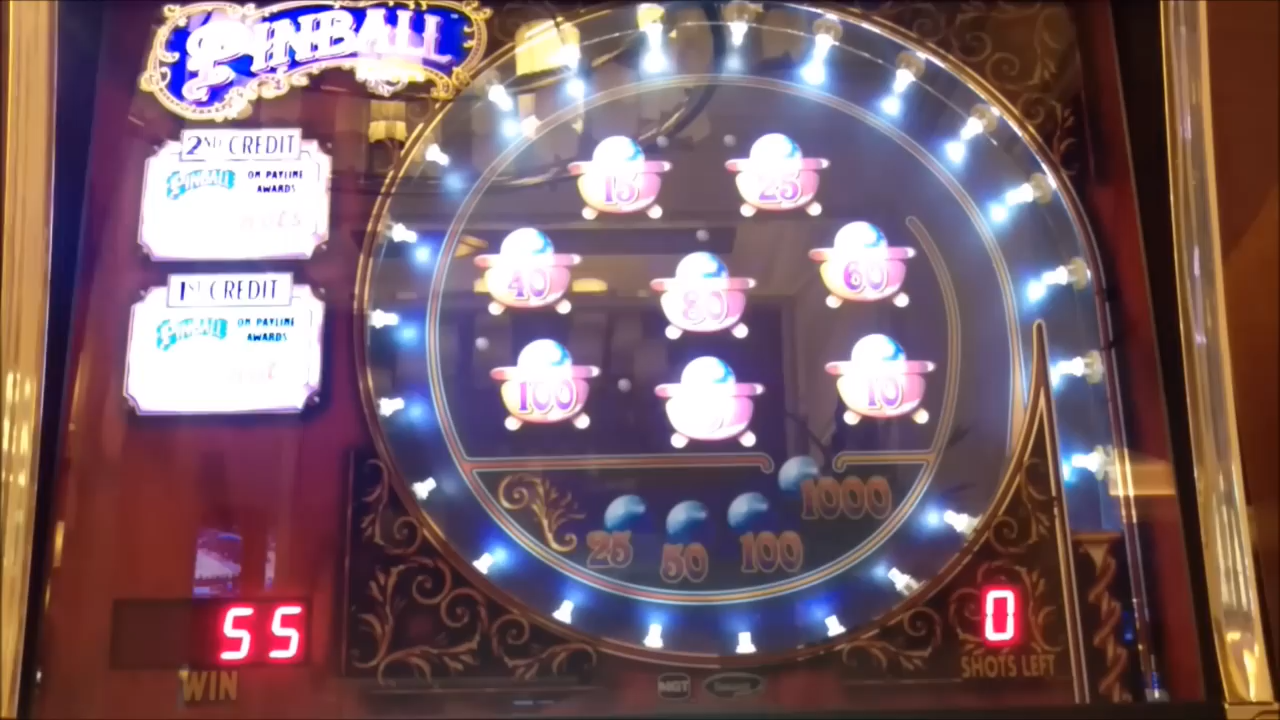 PINBALL
2ND CREDIT
PINBALL ON PAYLINE
AWARDS
1ST CREDIT
PINBALL ON PAYLINE
AWARDS
15 25
40 60
100 10
25 50 100 1000
55
WIN
0
SHOTS LEFT